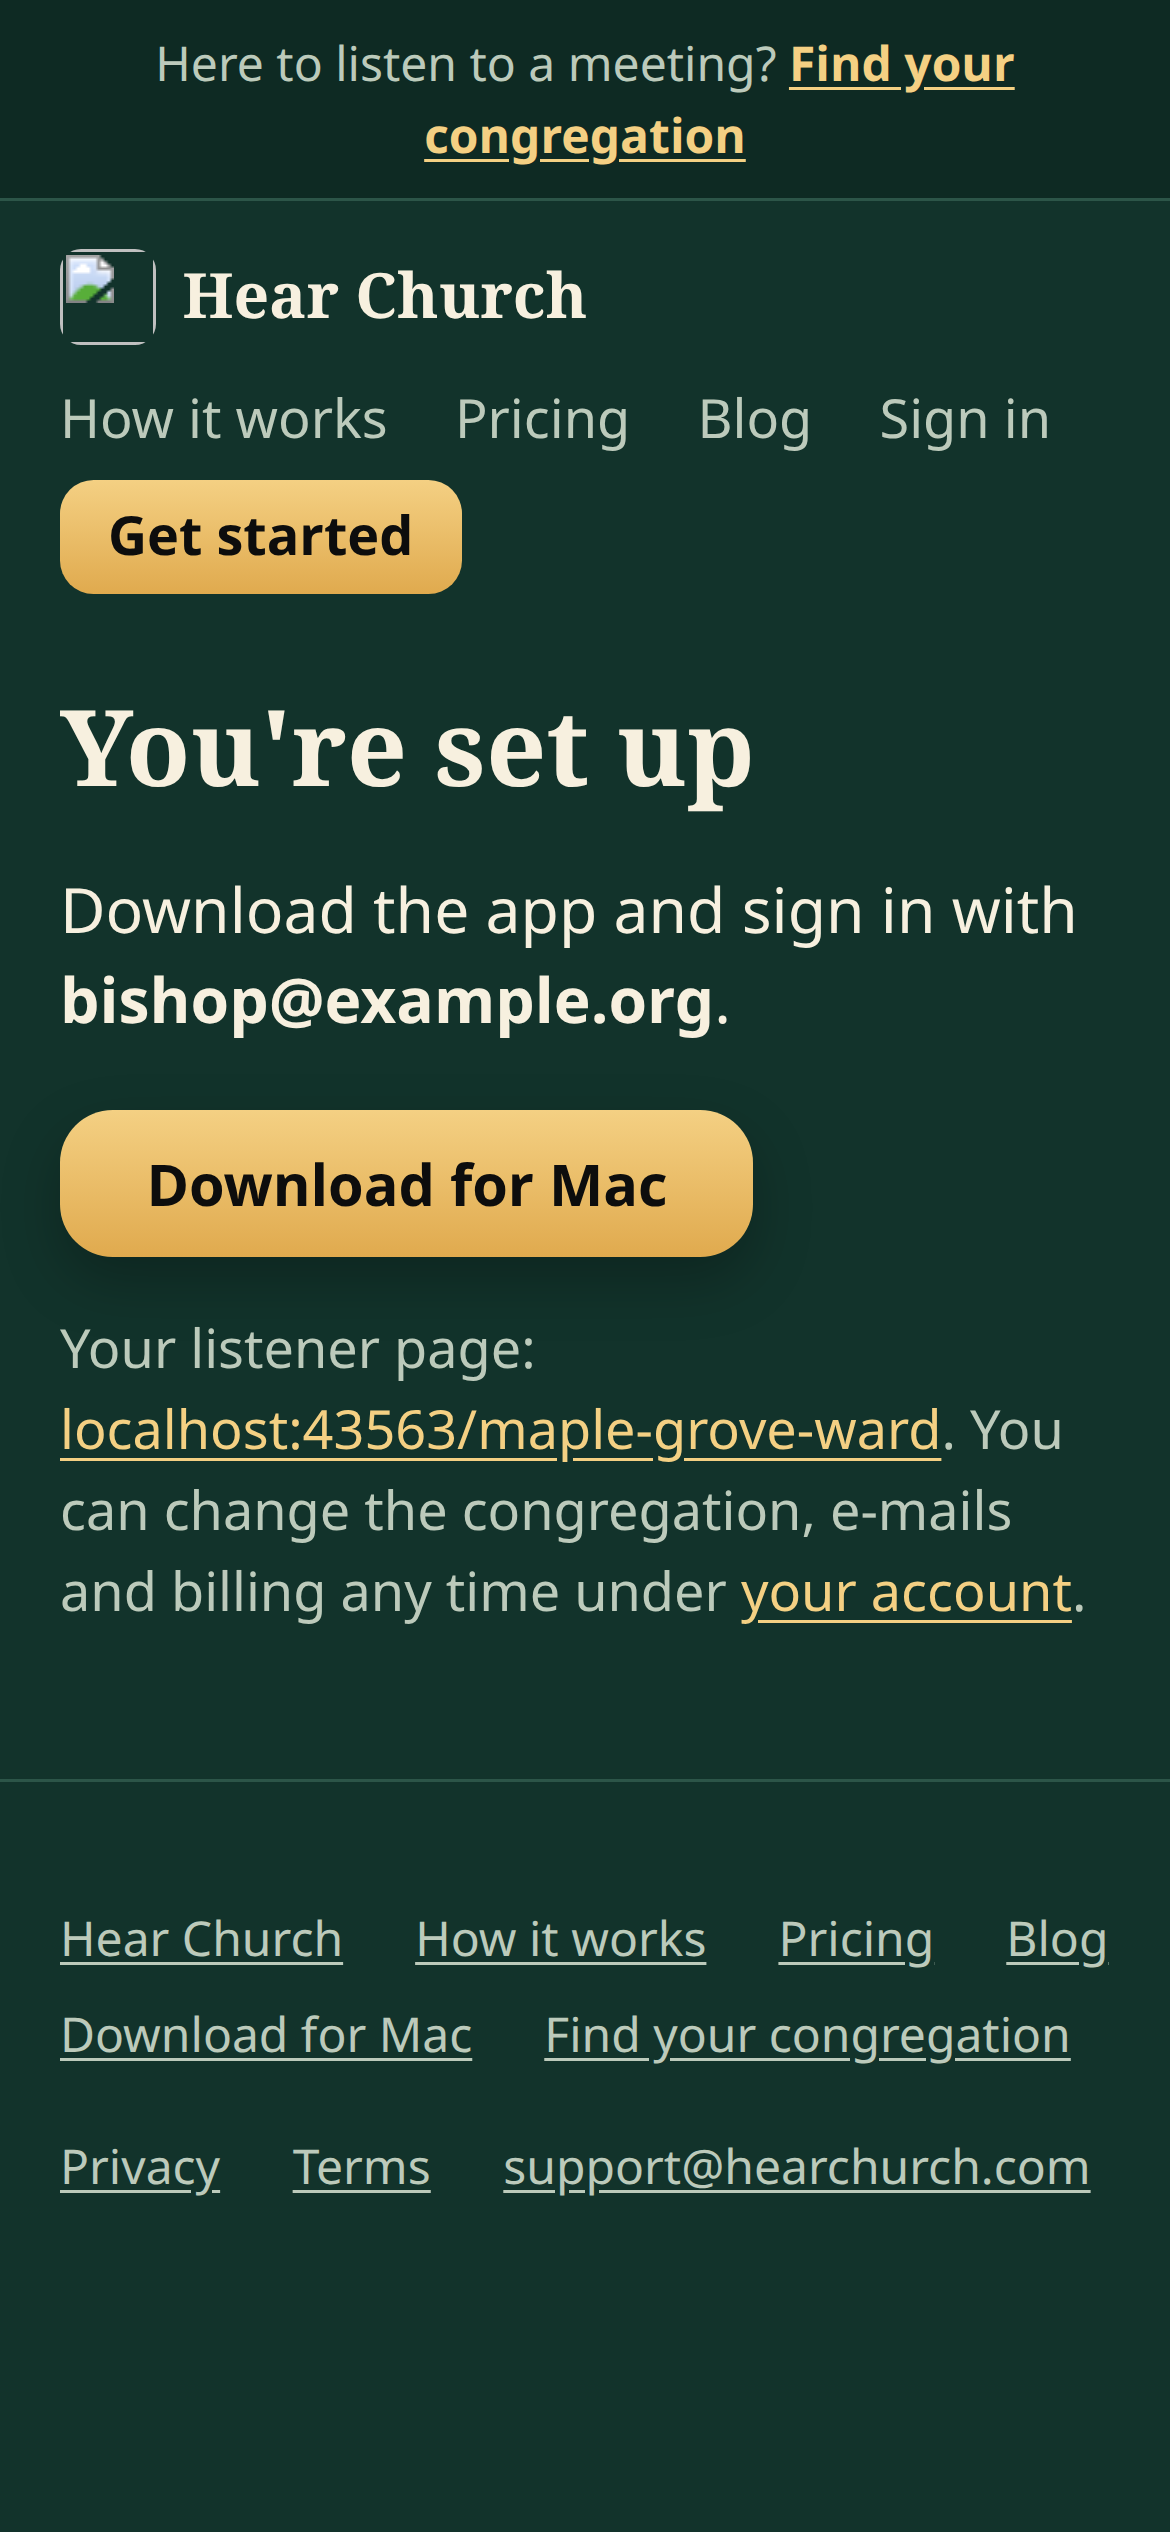 Here to listen to a meeting? Find your
congregation
Hear Church
How it works Pricing Blog Sign in
Get started
You're set up
Download the app and sign in with
bishop@example.org.
Download for Mac
Your listener page:
localhost:43563/maple-grove-ward. You
can change the congregation, e-mails
and billing any time under your account.
Hear Church How it works Pricing Blog
Download for Mac Find your congregation
Privacy Terms support@hearchurch.com